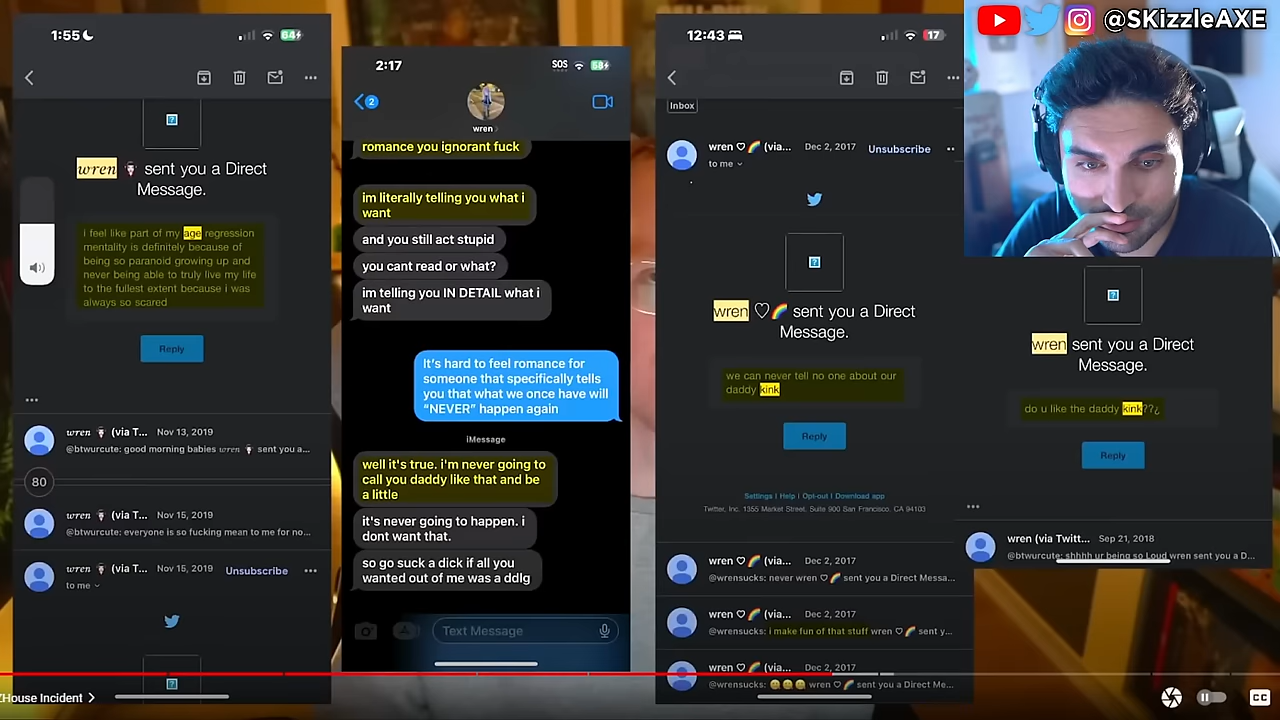 1:55
64
wren sent you a Direct
Message.
i feel like part of my age regression
mentality is definitely because of
being so paranoid growing up and
never being able to truly live my life
to the fullest extent because i was
always so scared
Reply
wren (via T... Nov 13, 2019
@btwurcute: good morning babies wren sent you a...
80
wren (via T... Nov 15, 2019
@btwurcute: everyone is so fucking mean to me for no...
wren (via T... Nov 15, 2019 Unsubscribe
to me
2:17
SOS
58
2
wren
romance you ignorant fuck
im literally telling you what i
want
and you still act stupid
you cant read or what?
im telling you IN DETAIL what i
want
It's hard to feel romance for
someone that specifically tells
you that what we once have will
“NEVER” happen again
iMessage
well it's true. i'm never going to
call you daddy like that and be
a little
it's never going to happen. i
dont want that.
so go suck a dick if all you
wanted out of me was a ddlg
Text Message
12:43
17
Inbox
wren ♡ 🌈 (via... Dec 2, 2017 Unsubscribe
to me
wren ♡ 🌈 sent you a Direct
Message.
we can never tell no one about our
daddy kink
Reply
Settings | Help | Opt-out | Download app
Twitter, Inc. 1355 Market Street, Suite 900 San Francisco, CA 94103
wren ♡ 🌈 (via... Dec 2, 2017
@wrensucks: never wren ♡ 🌈 sent you a Direct Messa...
wren ♡ 🌈 (via... Dec 2, 2017
@wrensucks: i make fun of that stuff wren ♡ 🌈 sent y...
wren ♡ 🌈 (via... Dec 2, 2017
@wrensucks: 😊😊😊 wren ♡ 🌈 sent you a Direct Me...
@SKizzleAXE
wren sent you a Direct
Message.
do u like the daddy kink??¿
Reply
wren (via Twitt... Sep 21, 2018
@btwurcute: shhhh ur being so Loud wren sent you a D...
House Incident
CC